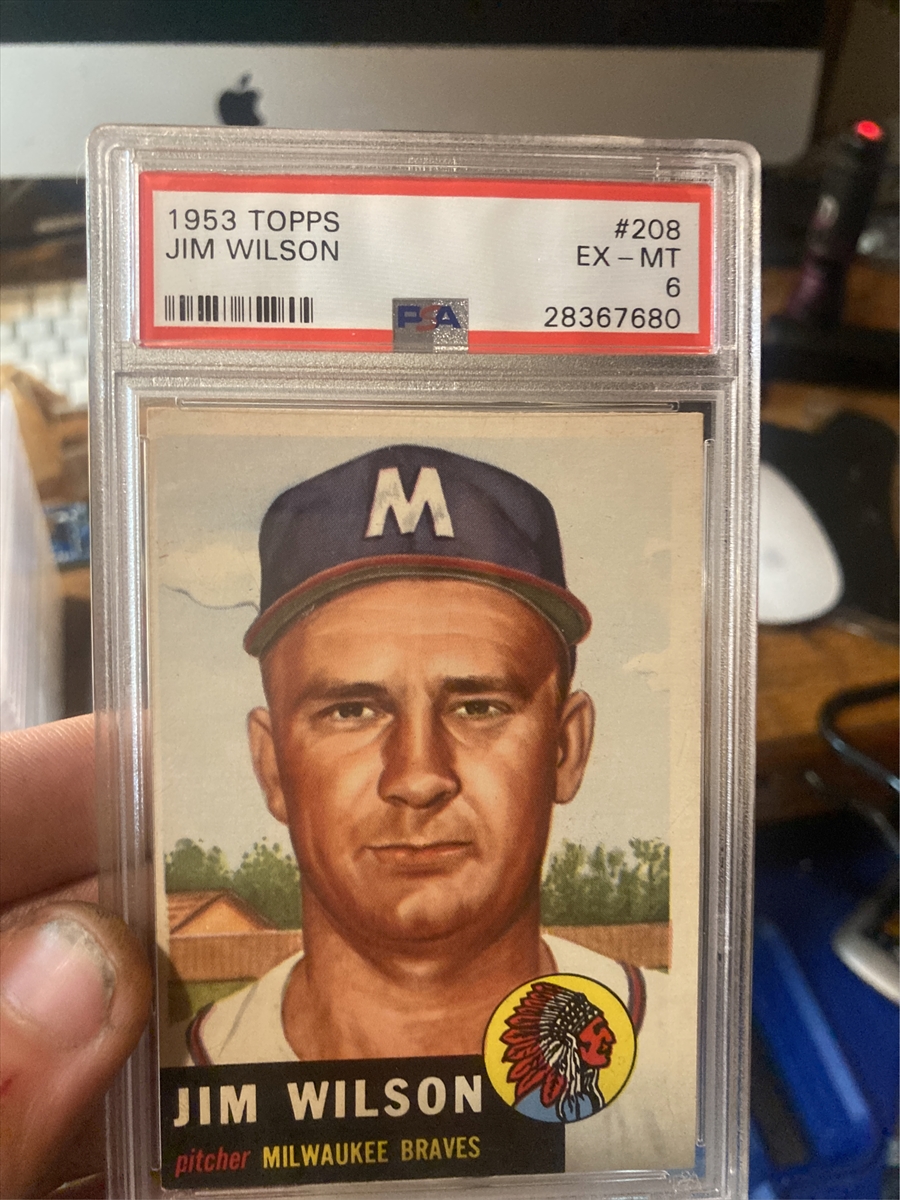 1953 TOPPS
JIM WILSON
#208
EX - MT
6
28367680
PSA
M
JIM WILSON
pitcher MILWAUKEE BRAVES